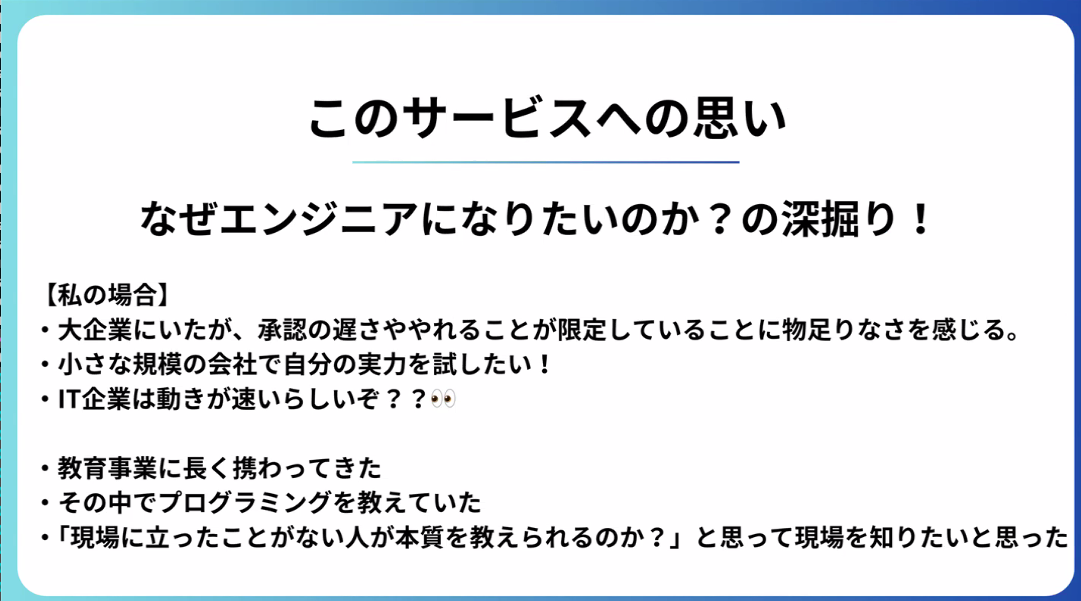 このサービスへの思い
なぜエンジニアになりたいのか？の深掘り！
【私の場合】
・大企業にいたが、承認の遅さややれることが限定していることに物足りなさを感じる。
・小さな規模の会社で自分の実力を試したい！
・IT企業は動きが速いらしいぞ？？👀
・教育事業に長く携わってきた
・その中でプログラミングを教えていた
・「現場に立ったことがない人が本質を教えられるのか？」と思って現場を知りたいと思った